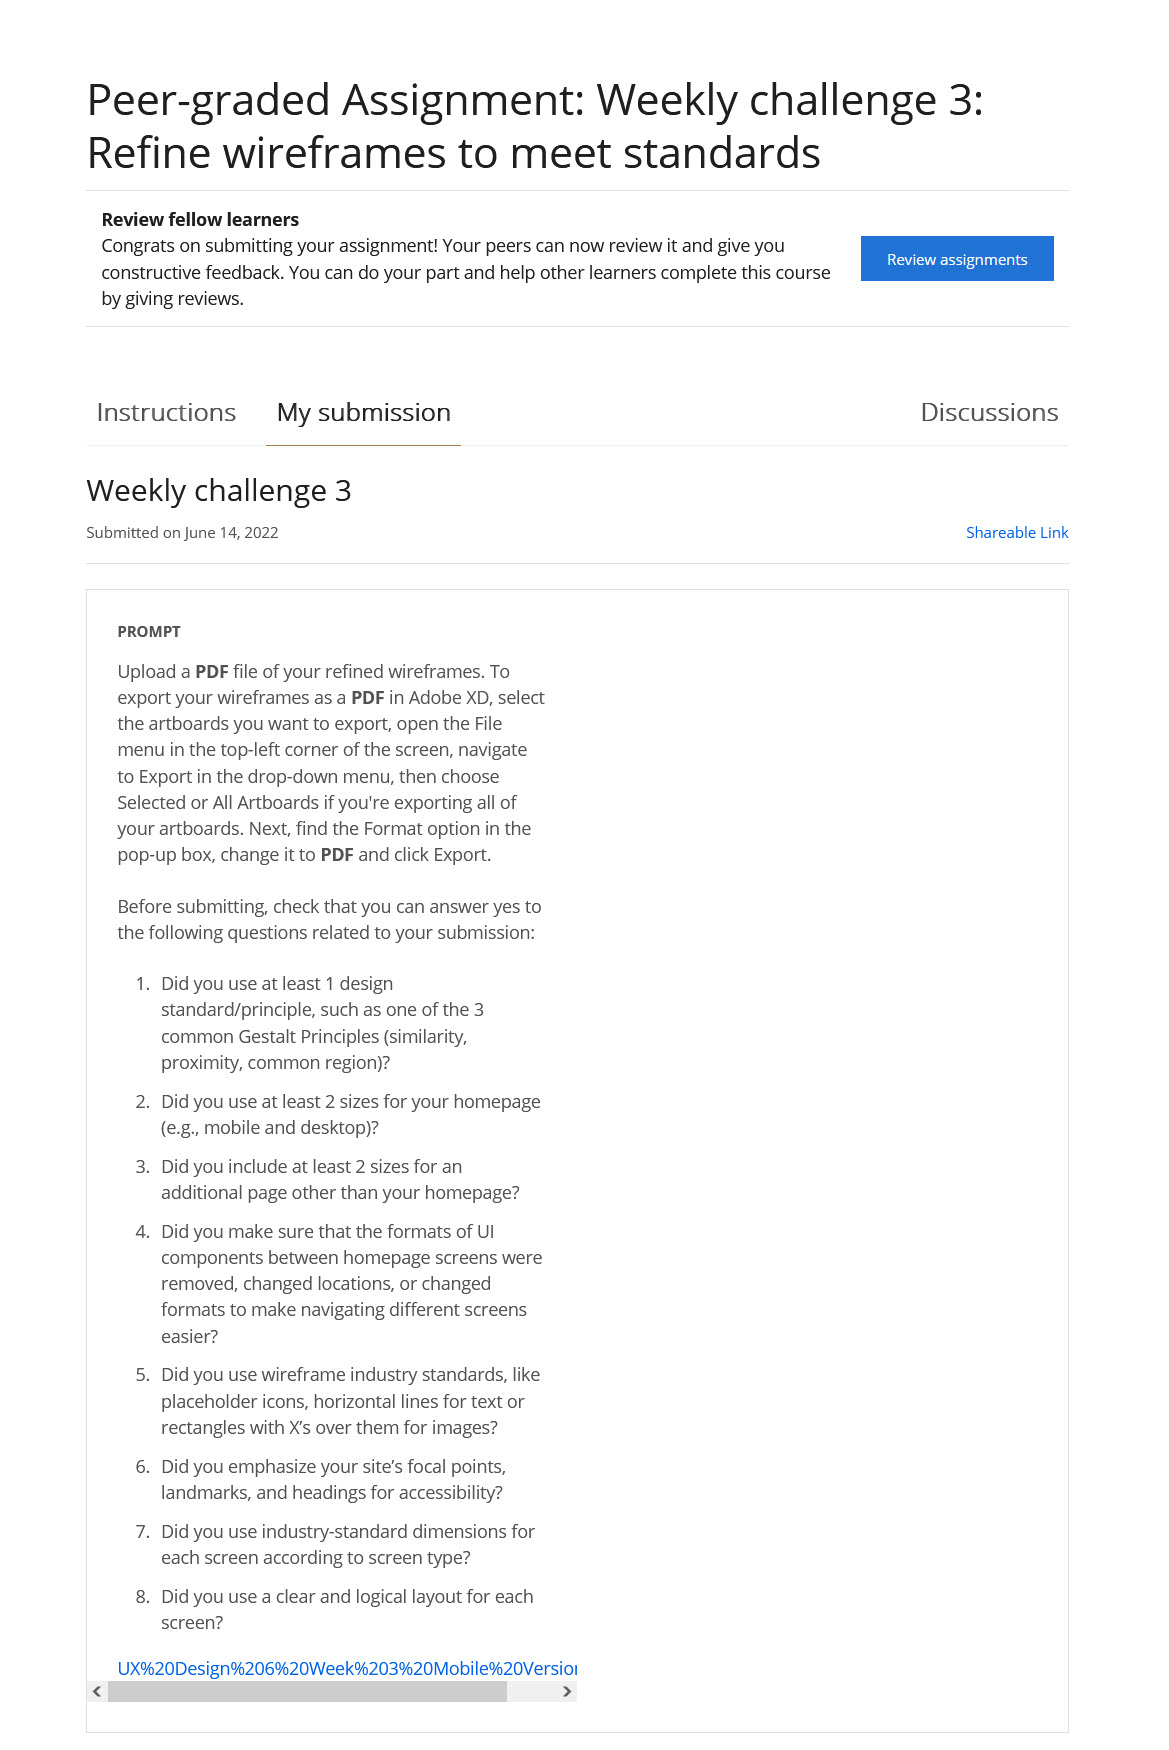 Peer-graded Assignment: Weekly challenge 3:
Refine wireframes to meet standards
Review fellow learners
Congrats on submitting your assignment! Your peers can now review it and give you
constructive feedback. You can do your part and help other learners complete this course
by giving reviews.
Review assignments
Instructions
My submission
Discussions
Weekly challenge 3
Submitted on June 14, 2022
Shareable Link
PROMPT
Upload a PDF file of your refined wireframes. To
export your wireframes as a PDF in Adobe XD, select
the artboards you want to export, open the File
menu in the top-left corner of the screen, navigate
to Export in the drop-down menu, then choose
Selected or All Artboards if you're exporting all of
your artboards. Next, find the Format option in the
pop-up box, change it to PDF and click Export.
Before submitting, check that you can answer yes to
the following questions related to your submission:
1. Did you use at least 1 design
standard/principle, such as one of the 3
common Gestalt Principles (similarity,
proximity, common region)?
2. Did you use at least 2 sizes for your homepage
(e.g., mobile and desktop)?
3. Did you include at least 2 sizes for an
additional page other than your homepage?
4. Did you make sure that the formats of UI
components between homepage screens were
removed, changed locations, or changed
formats to make navigating different screens
easier?
5. Did you use wireframe industry standards, like
placeholder icons, horizontal lines for text or
rectangles with X’s over them for images?
6. Did you emphasize your site’s focal points,
landmarks, and headings for accessibility?
7. Did you use industry-standard dimensions for
each screen according to screen type?
8. Did you use a clear and logical layout for each
screen?
UX%20Design%206%20Week%203%20Mobile%20Version